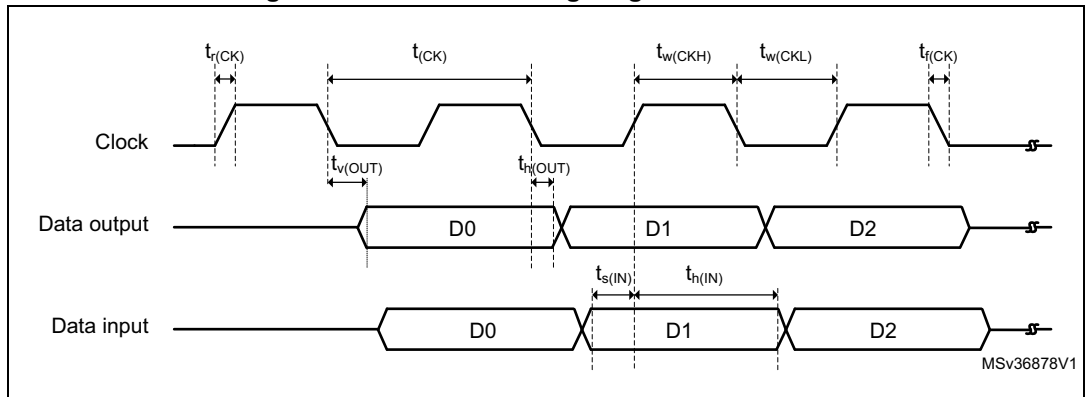 tr(CK) t(CK) tw(CKH) tw(CKL) tf(CK)
Clock
tv(OUT) th(OUT)
Data output D0 D1 D2
ts(IN) th(IN)
Data input D0 D1 D2
MSv36878V1